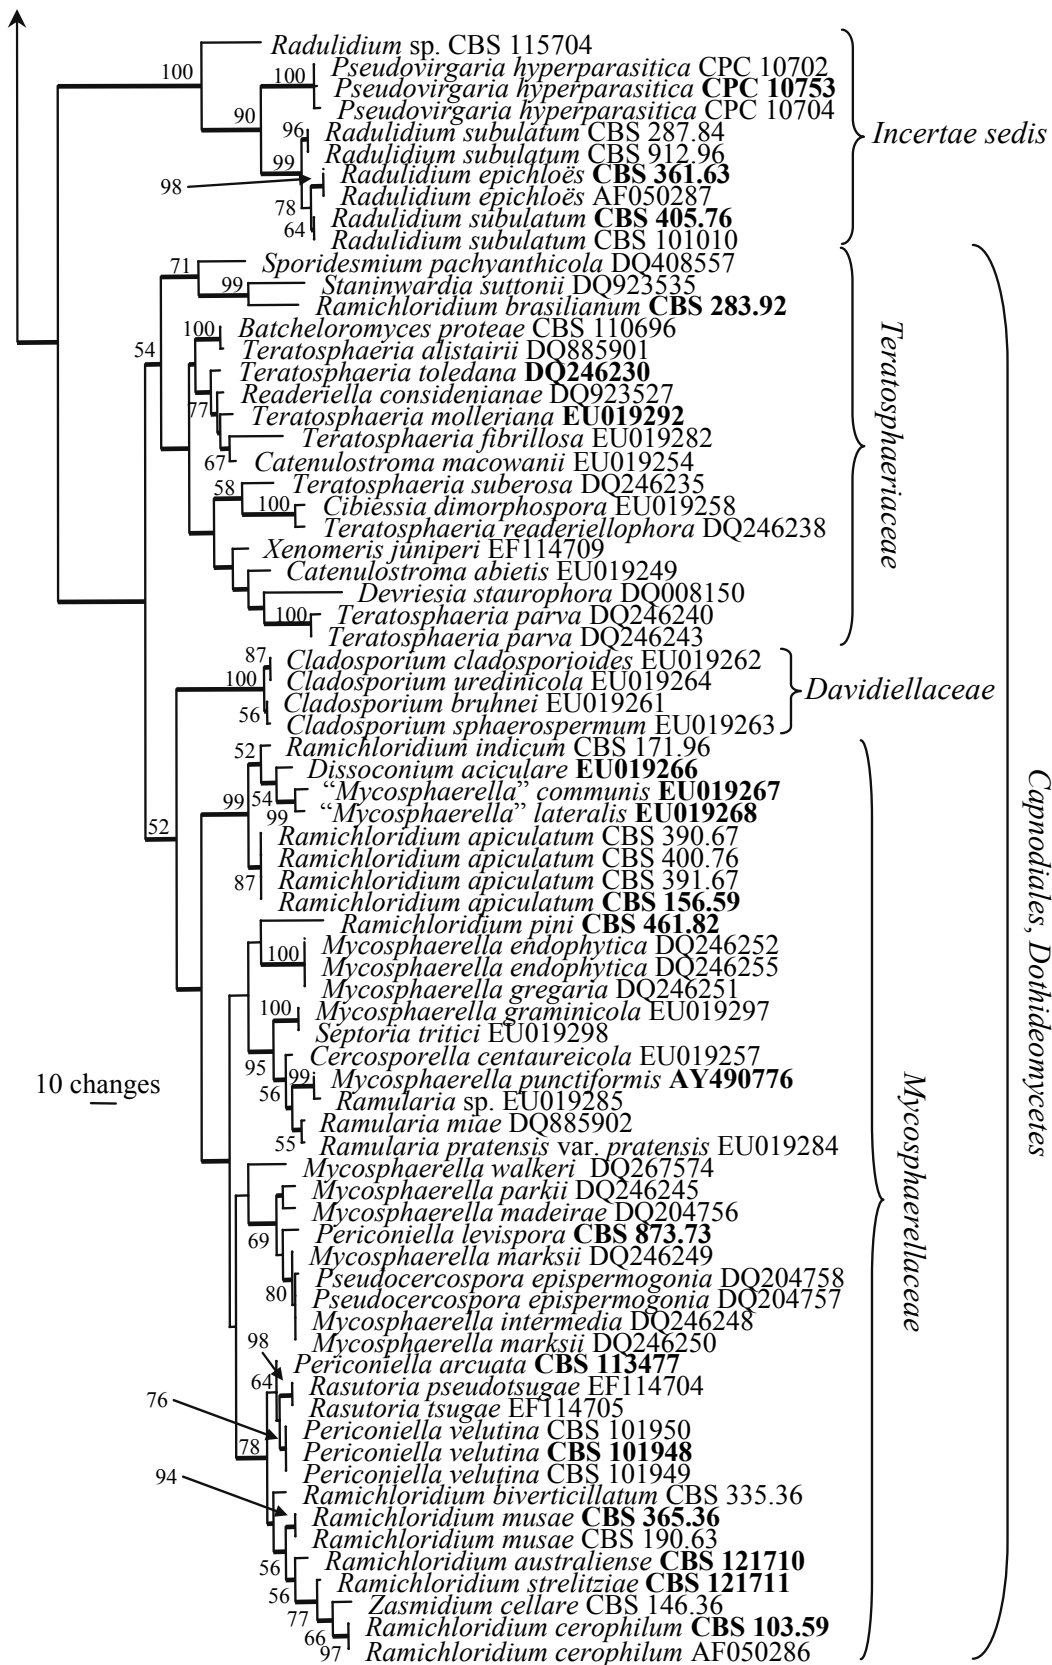 Radulidium sp. CBS 115704
100
Pseudovirgaria hyperparasitica CPC 10702
100
Pseudovirgaria hyperparasitica CPC 10753
Pseudovirgaria hyperparasitica CPC 10704
90
96
Radulidium subulatum CBS 287.84
Incertae sedis
Radulidium subulatum CBS 912.96
99
Radulidium epichloës CBS 361.63
98
Radulidium epichloës AF050287
78
Radulidium subulatum CBS 405.76
64
Radulidium subulatum CBS 101010
71
Sporidesmium pachyanthicola DQ408557
99
Staninwardia suttonii DQ923535
Ramichloridium brasilianum CBS 283.92
100
Batcheloromyces proteae CBS 110696
54
Teratosphaeria alistairii DQ885901
Teratosphaeria toledana DQ246230
Readeriella considenianae DQ923527
77
Teratosphaeria molleriana EU019292
Teratosphaeria fibrillosa EU019282
67
Catenulostroma macowanii EU019254
Teratosphaeriaceae
58
Teratosphaeria suberosa DQ246235
100
Cibiessia dimorphospora EU019258
Teratosphaeria readeriellophora DQ246238
Xenomeris juniperi EF114709
Catenulostroma abietis EU019249
Devriesia staurophora DQ008150
100
Teratosphaeria parva DQ246240
Teratosphaeria parva DQ246243
87
Cladosporium cladosporioides EU019262
100
Cladosporium uredinicola EU019264
Davidiellaceae
Cladosporium bruhnei EU019261
56
Cladosporium sphaerospermum EU019263
52
Ramichloridium indicum CBS 171.96
Dissoconium aciculare EU019266
54
“Mycosphaerella” communis EU019267
99
99
“Mycosphaerella” lateralis EU019268
52
Ramichloridium apiculatum CBS 390.67
Ramichloridium apiculatum CBS 400.76
Ramichloridium apiculatum CBS 391.67
87
Ramichloridium apiculatum CBS 156.59
Capnodiales, Dothideomycetes
Ramichloridium pini CBS 461.82
Mycosphaerella endophytica DQ246252
100
Mycosphaerella endophytica DQ246255
Mycosphaerella gregaria DQ246251
100
Mycosphaerella graminicola EU019297
Septoria tritici EU019298
Cercosporella centaureicola EU019257
95
10 changes
99
Mycosphaerella punctiformis AY490776
56
Ramularia sp. EU019285
Ramularia miae DQ885902
55
Ramularia pratensis var. pratensis EU019284
Mycosphaerellaceae
Mycosphaerella walkeri DQ267574
Mycosphaerella parkii DQ246245
Mycosphaerella madeirae DQ204756
69
Periconiella levispora CBS 873.73
Mycosphaerella marksii DQ246249
Pseudocercospora epispermogonia DQ204758
80
Pseudocercospora epispermogonia DQ204757
Mycosphaerella intermedia DQ246248
Mycosphaerella marksii DQ246250
98
Periconiella arcuata CBS 113477
64
Rasutoria pseudotsugae EF114704
76
Rasutoria tsugae EF114705
Periconiella velutina CBS 101950
78
Periconiella velutina CBS 101948
94
Periconiella velutina CBS 101949
Ramichloridium biverticillatum CBS 335.36
Ramichloridium musae CBS 365.36
Ramichloridium musae CBS 190.63
56
Ramichloridium australiense CBS 121710
56
Ramichloridium strelitziae CBS 121711
77
Zasmidium cellare CBS 146.36
66
Ramichloridium cerophilum CBS 103.59
97
Ramichloridium cerophilum AF050286